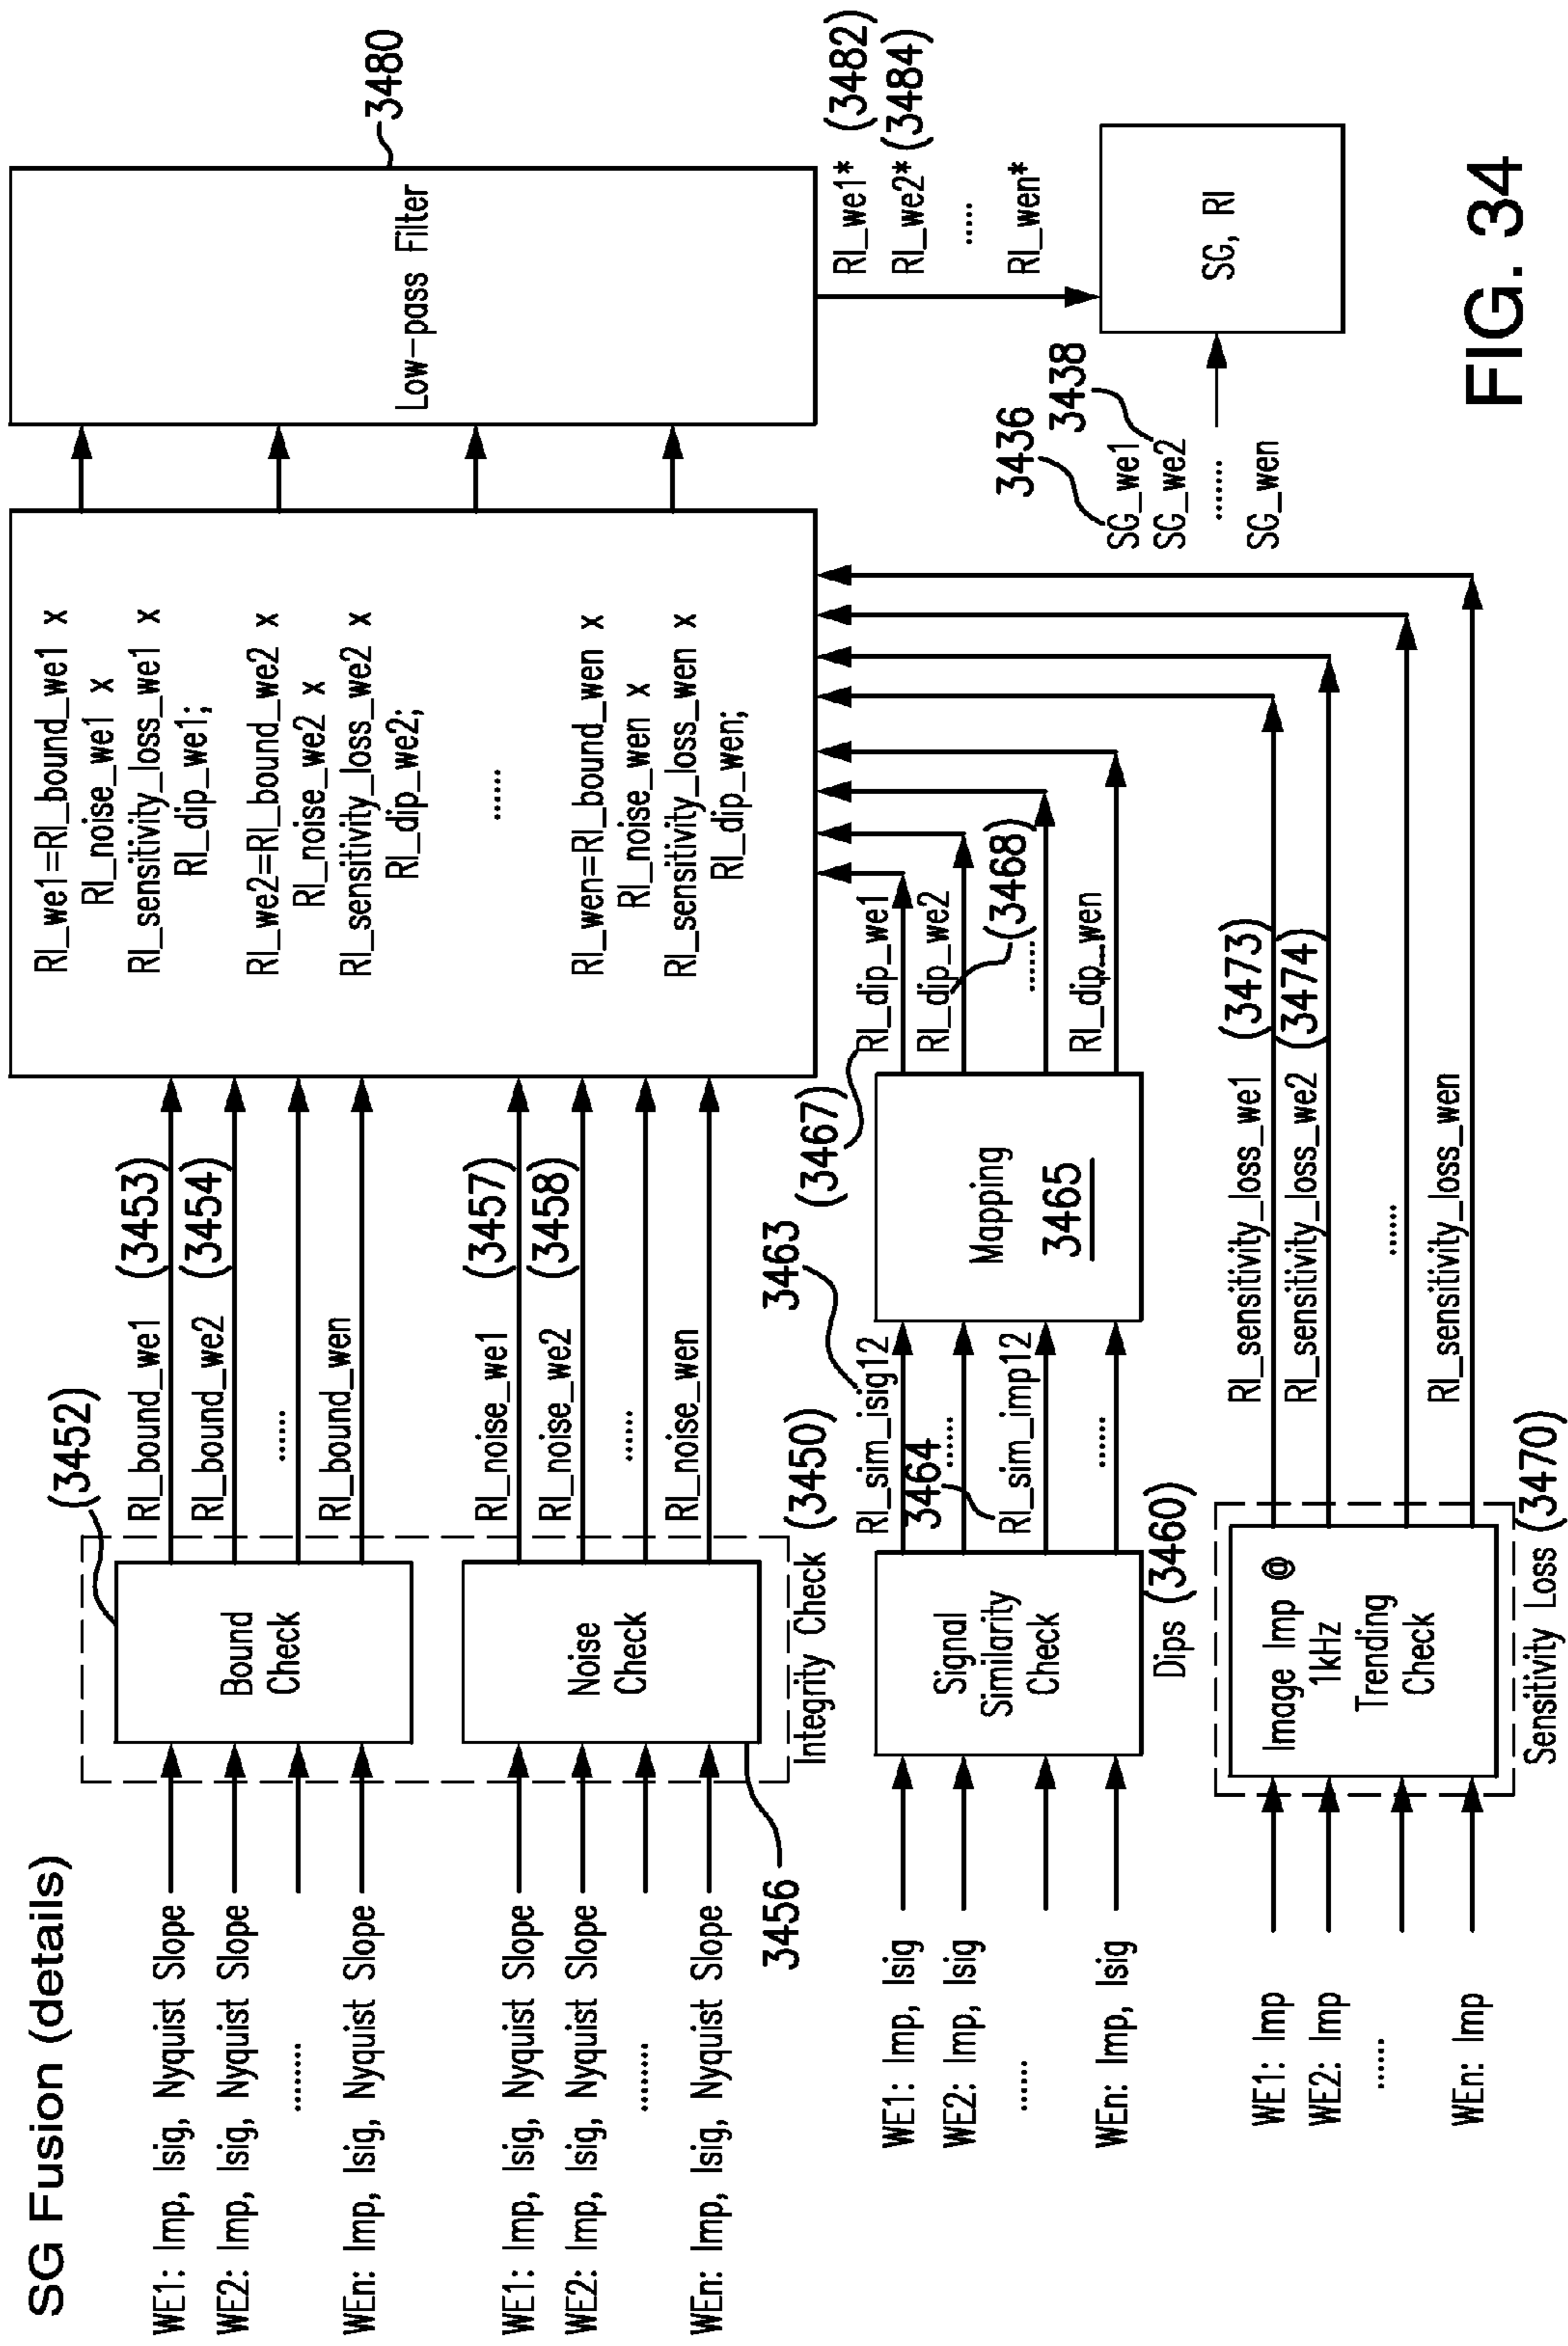 SG Fusion (details)
WE1: Imp, Isig, Nyquist Slope
WE2: Imp, Isig, Nyquist Slope
........
WEn: Imp, Isig, Nyquist Slope
(3452)
Bound
Check
RI_bound_we1 (3453)
RI_bound_we2 (3454)
......
RI_bound_wen
WE1: Imp, Isig, Nyquist Slope
WE2: Imp, Isig, Nyquist Slope
........
WEn: Imp, Isig, Nyquist Slope
3456
Noise
Check
RI_noise_we1 (3457)
RI_noise_we2 (3458)
......
RI_noise_wen
Integrity Check (3450)
RI_we1=RI_bound_we1 x
RI_noise_we1 x
RI_sensitivity_loss_we1 x
RI_dip_we1;
RI_we2=RI_bound_we2 x
RI_noise_we2 x
RI_sensitivity_loss_we2 x
RI_dip_we2;
......
RI_wen=RI_bound_wen x
RI_noise_wen x
RI_sensitivity_loss_wen x
RI_dip_wen;
Low-pass Filter
3480
WE1: Imp, Isig
WE2: Imp, Isig
......
WEn: Imp, Isig
Signal
Similarity
Check
Dips (3460)
3463
RI_sim_isig12
3464
......
RI_sim_imp12
......
Mapping
3465
(3467)
RI_dip_we1
RI_dip_we2
(3468)
......
RI_dip_wen
WE1: Imp
WE2: Imp
......
WEn: Imp
Image Imp @
1kHz
Trending
Check
Sensitivity Loss (3470)
RI_sensitivity_loss_we1 (3473)
RI_sensitivity_loss_we2 (3474)
......
RI_sensitivity_loss_wen
RI_we1* (3482)
RI_we2* (3484)
.....
RI_wen*
3436
3438
SG_we1
SG_we2
.......
SG_wen
SG, RI
FIG. 34